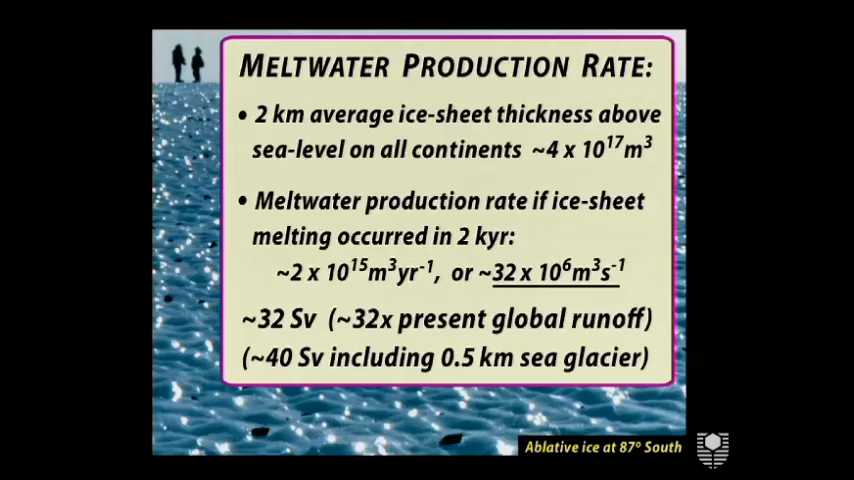 MELTWATER PRODUCTION RATE:
• 2 km average ice-sheet thickness above
sea-level on all continents ~4 x 10¹⁷m³
• Meltwater production rate if ice-sheet
melting occurred in 2 kyr:
~2 x 10¹⁵m³yr⁻¹, or ~32 x 10⁶m³s⁻¹
~32 Sv (~32x present global runoff)
(~40 Sv including 0.5 km sea glacier)
Ablative ice at 87º South